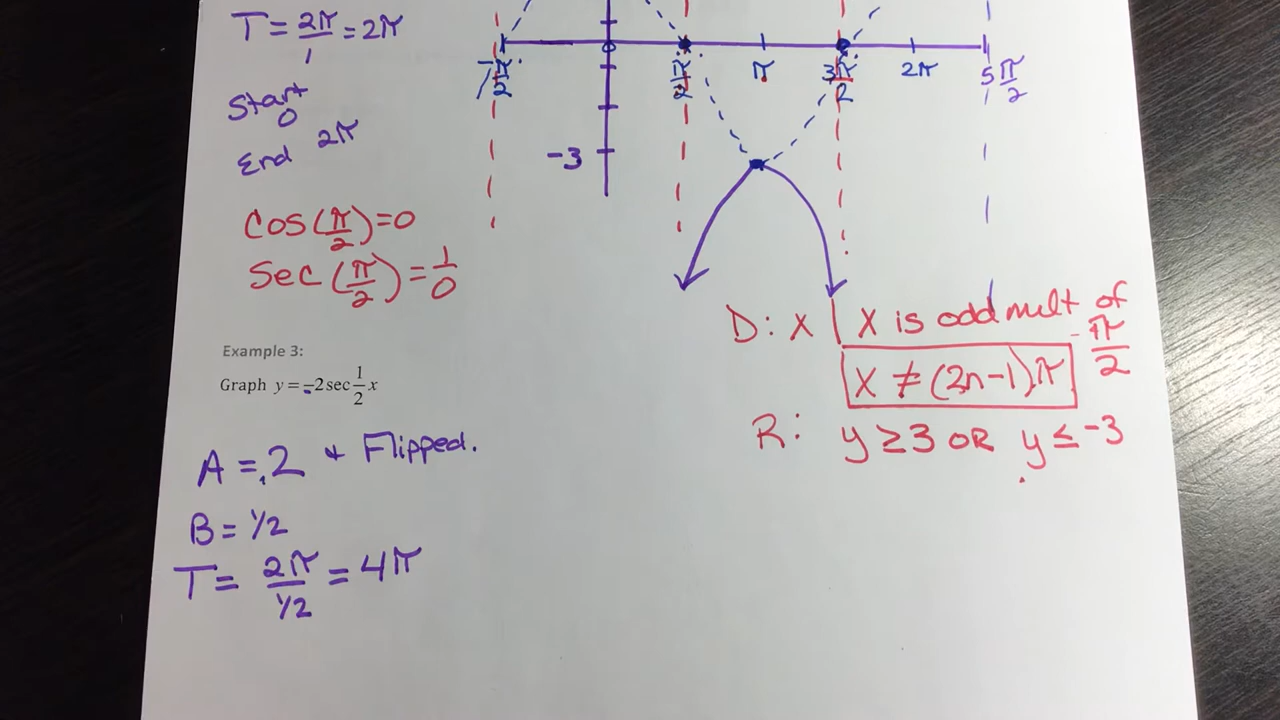 T = 2π/1 = 2π
-π/2 π/2 π 3π/2 2π 5π/2
Start 0
-3
End 2π
Cos(π/2)=0
Sec(π/2)=1/0
D: x | x is odd mult of π/2
x ≠ (2n-1)π
R: y ≥ 3 OR y ≤ -3
Example 3:
Graph y = -2 sec 1/2 x
A = 2 + Flipped.
B = 1/2
T = 2π/1/2 = 4π